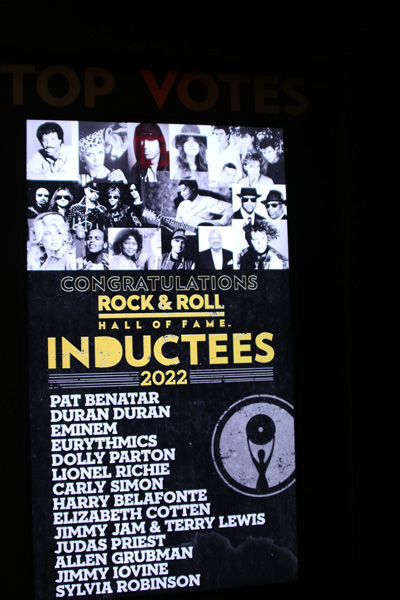 TOP VOTES
CONGRATULATIONS
ROCK & ROLL
HALL OF FAME
INDUCTEES
2022
PAT BENATAR
DURAN DURAN
EMINEM
EURYTHMICS
DOLLY PARTON
LIONEL RICHIE
CARLY SIMON
HARRY BELAFONTE
ELIZABETH COTTEN
JIMMY JAM & TERRY LEWIS
JUDAS PRIEST
ALLEN GRUBMAN
JIMMY IOVINE
SYLVIA ROBINSON